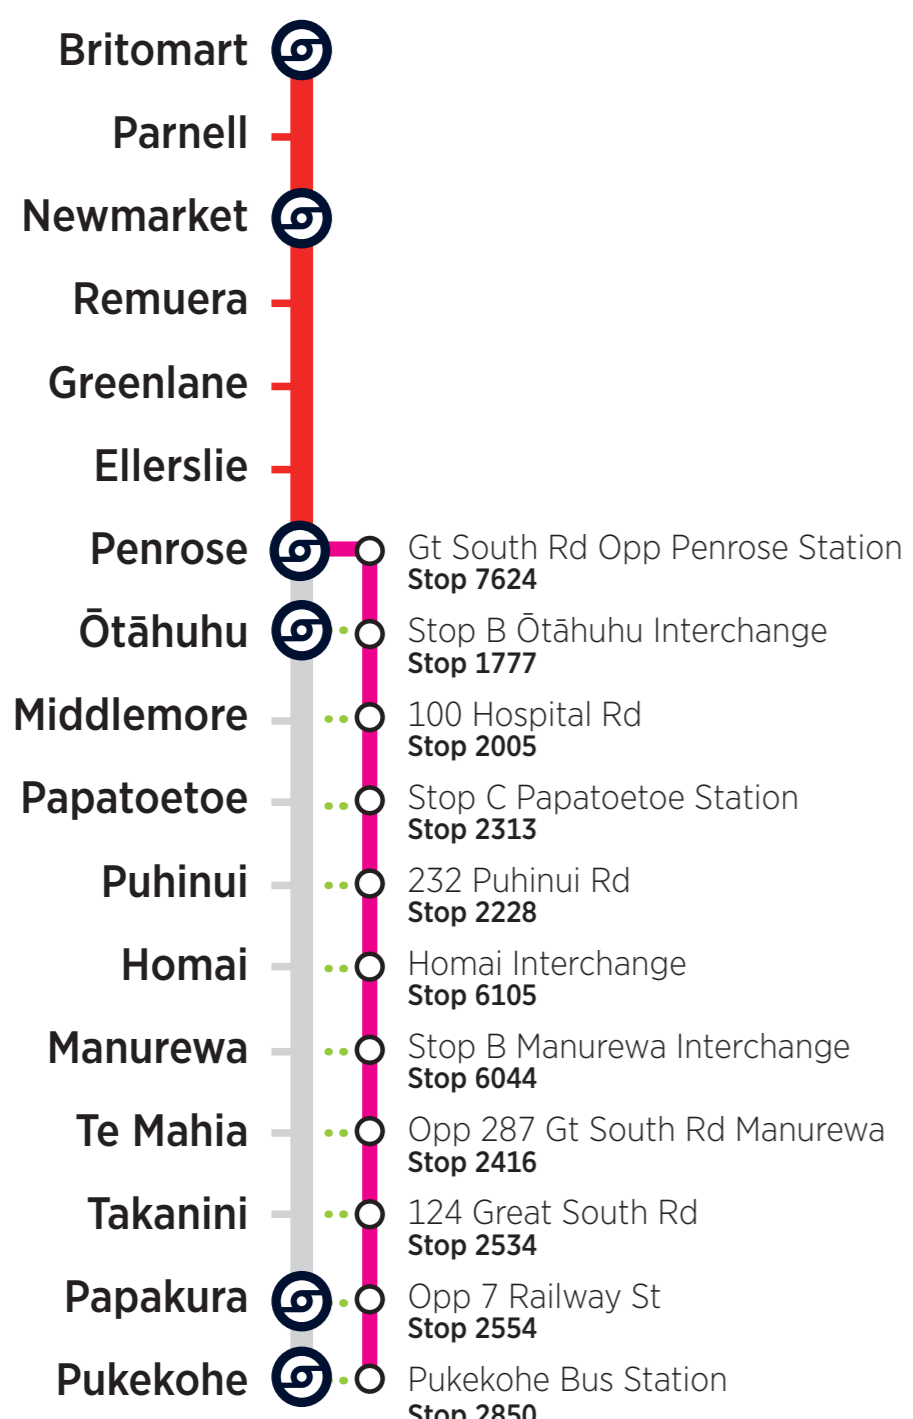 Britomart
Parnell
Newmarket
Remuera
Greenlane
Ellerslie
Penrose
Gt South Rd Opp Penrose Station
Stop 7624
Ōtāhuhu
Stop B Ōtāhuhu Interchange
Stop 1777
Middlemore
100 Hospital Rd
Stop 2005
Papatoetoe
Stop C Papatoetoe Station
Stop 2313
Puhinui
232 Puhinui Rd
Stop 2228
Homai
Homai Interchange
Stop 6105
Manurewa
Stop B Manurewa Interchange
Stop 6044
Te Mahia
Opp 287 Gt South Rd Manurewa
Stop 2416
Takanini
124 Great South Rd
Stop 2534
Papakura
Opp 7 Railway St
Stop 2554
Pukekohe
Pukekohe Bus Station
Stop 2850